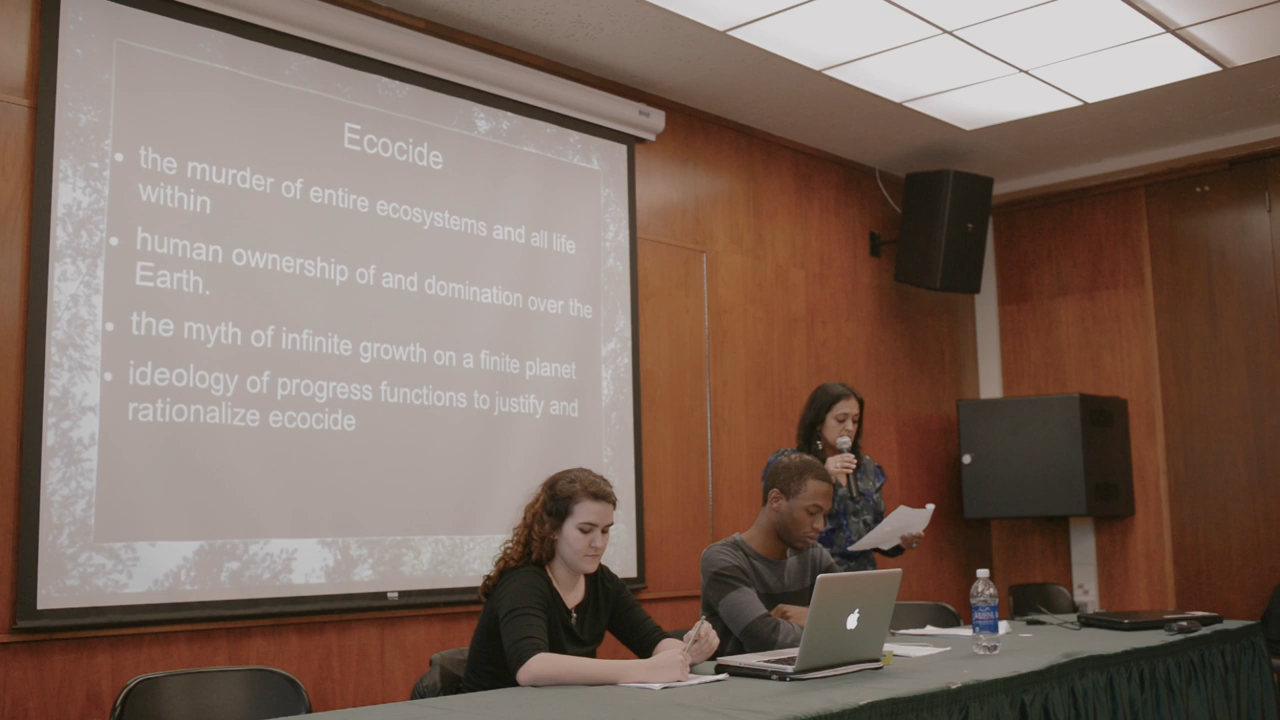 Ecocide
• the murder of entire ecosystems and all life
within
• human ownership of and domination over the
Earth.
• the myth of infinite growth on a finite planet
• ideology of progress functions to justify and
rationalize ecocide